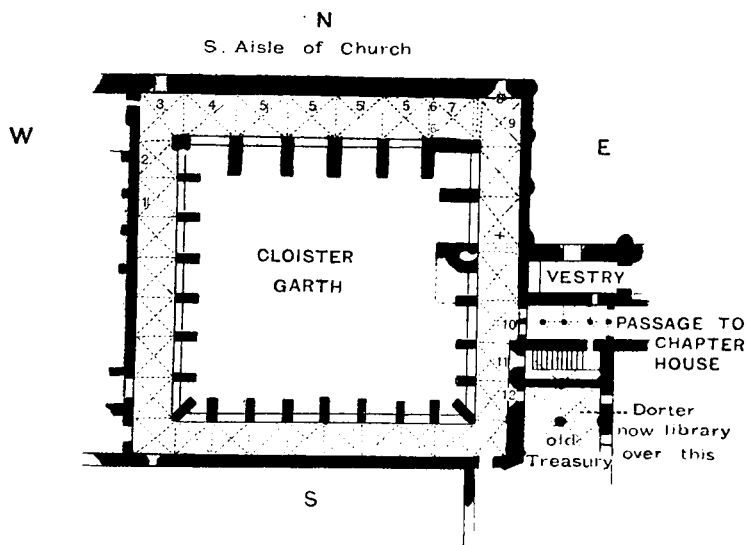 N
S. Aisle of Church
W
E
3 4 5 5 5 5 6 7 8
9
2
1
CLOISTER
GARTH
VESTRY
10
PASSAGE TO
CHAPTER
HOUSE
11
12
Dorter
now library
over this
old
Treasury
S